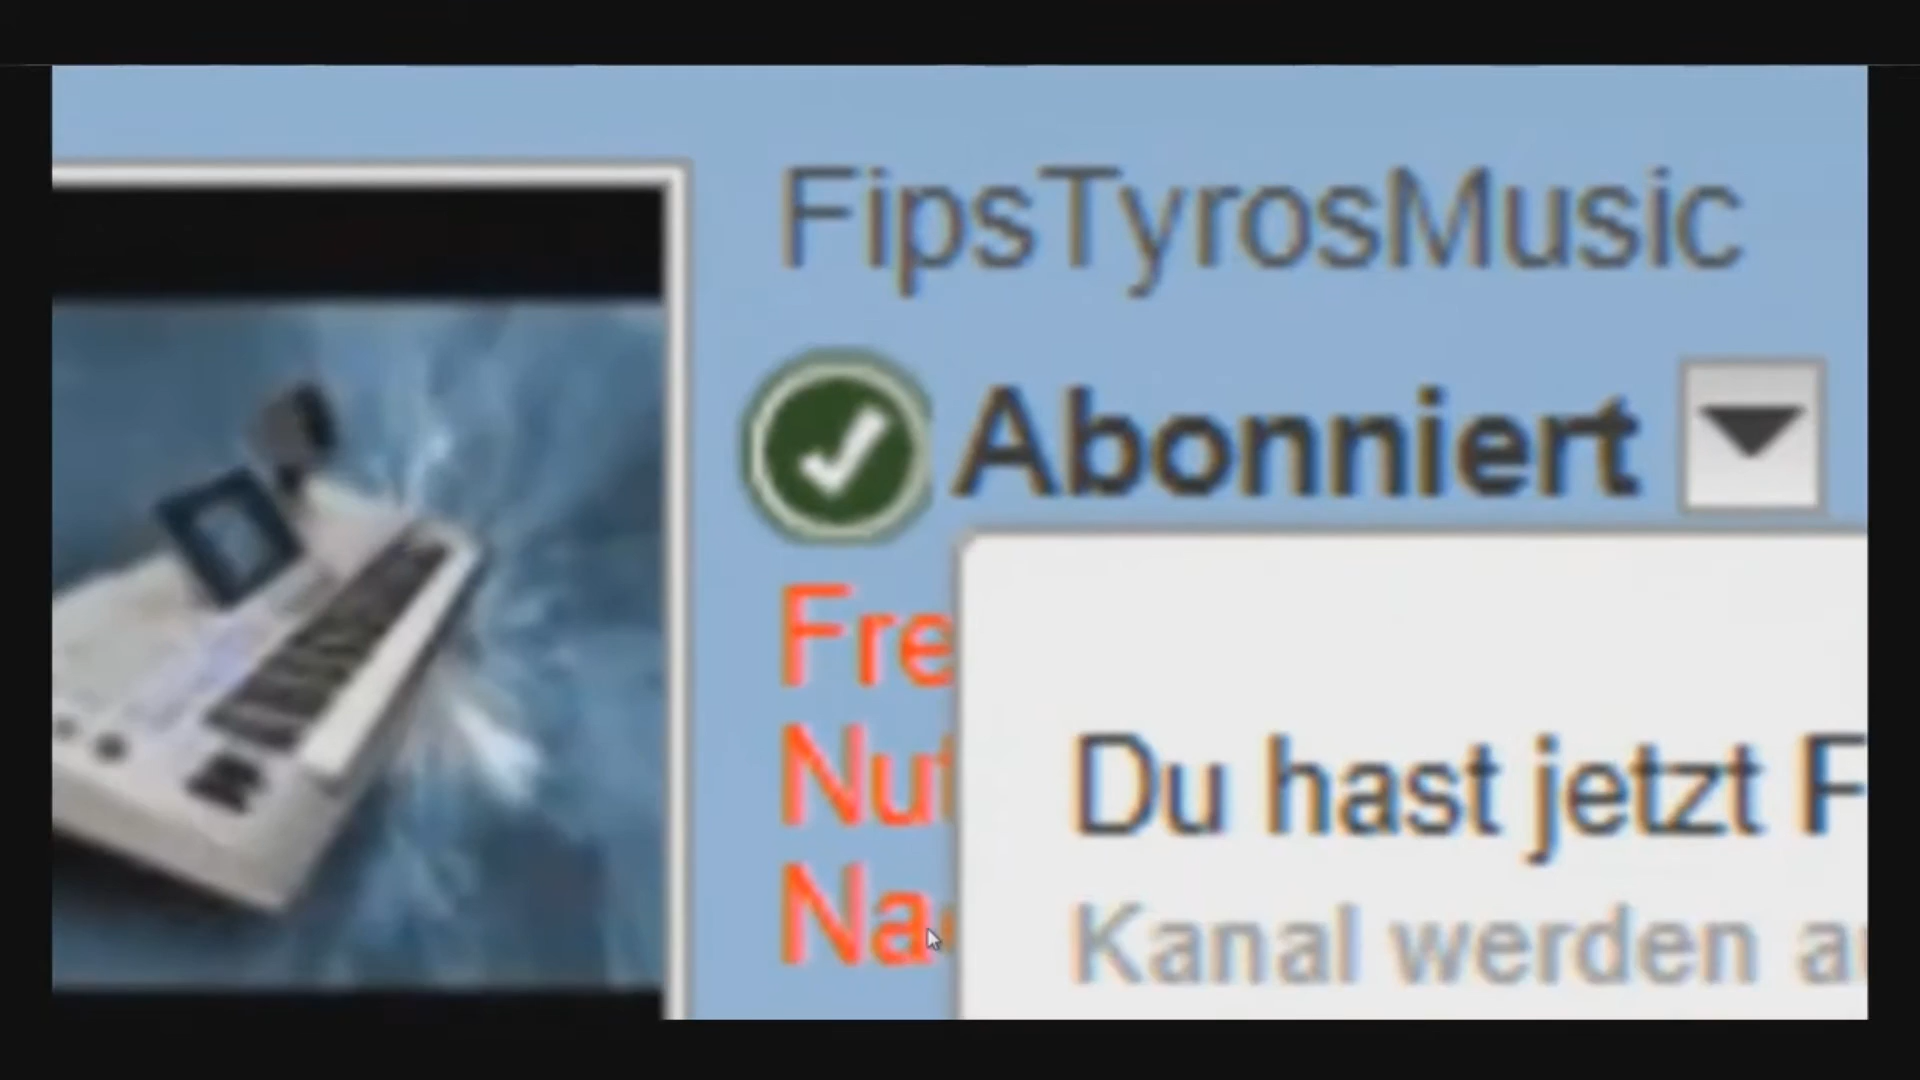 FipsTyrosMusic
Abonniert
Fre
Nut
Na
Du hast jetzt F
Kanal werden a